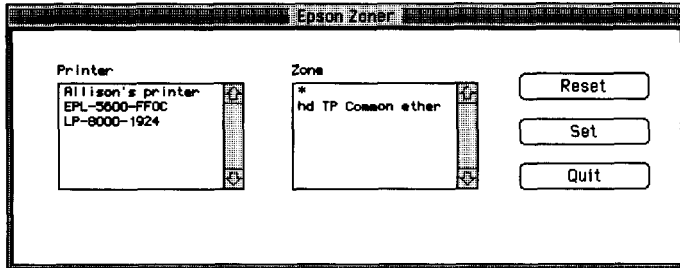 Epson Zoner
Printer
Allison's printer
EPL-5600-FF0C
LP-8000-1924
Zone
*
hd TP Common ether
Reset
Set
Quit